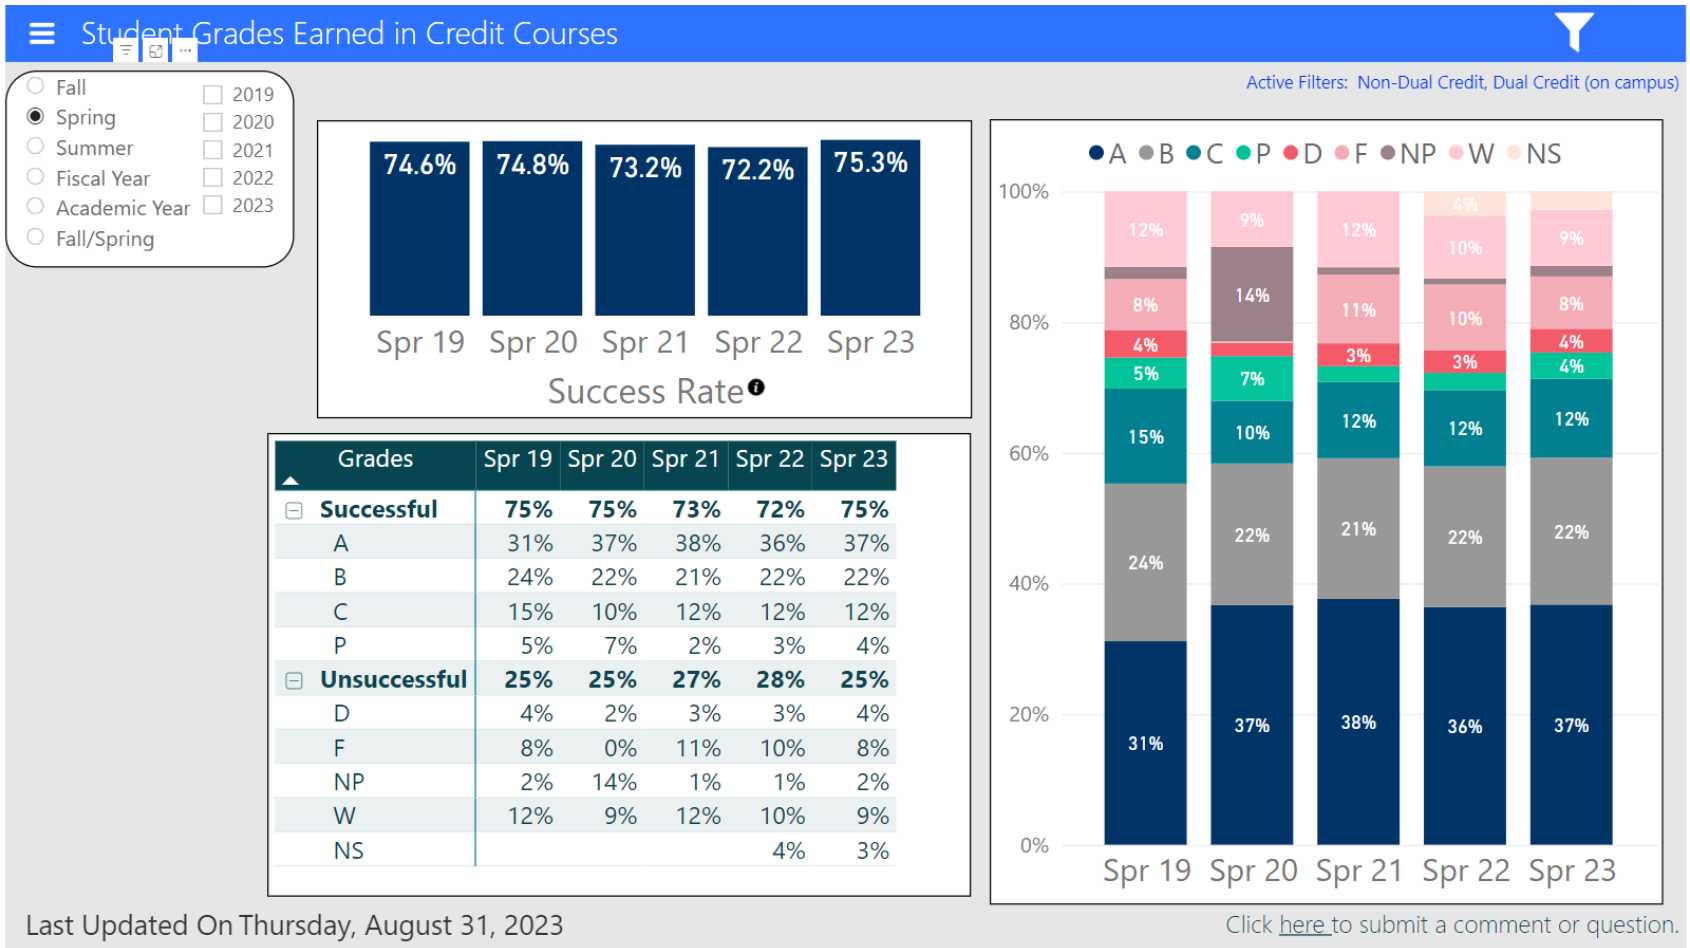 Student Grades Earned in Credit Courses
Active Filters: Non-Dual Credit, Dual Credit (on campus)
Fall
Spring
Summer
Fiscal Year
Academic Year
Fall/Spring
2019
2020
2021
2022
2023
74.6% 74.8% 73.2% 72.2% 75.3%
Spr 19 Spr 20 Spr 21 Spr 22 Spr 23
Success Rate
Grades Spr 19 Spr 20 Spr 21 Spr 22 Spr 23
Successful 75% 75% 73% 72% 75%
A 31% 37% 38% 36% 37%
B 24% 22% 21% 22% 22%
C 15% 10% 12% 12% 12%
P 5% 7% 2% 3% 4%
Unsuccessful 25% 25% 27% 28% 25%
D 4% 2% 3% 3% 4%
F 8% 0% 11% 10% 8%
NP 2% 14% 1% 1% 2%
W 12% 9% 12% 10% 9%
NS 4% 3%
A B C P D F NP W NS
100%
80%
60%
40%
20%
0%
12%
8%
4%
5%
15%
24%
31%
9%
14%
7%
10%
22%
37%
12%
11%
3%
12%
21%
38%
4%
10%
10%
3%
12%
22%
36%
9%
8%
4%
4%
12%
22%
37%
Spr 19 Spr 20 Spr 21 Spr 22 Spr 23
Last Updated On Thursday, August 31, 2023
Click here to submit a comment or question.